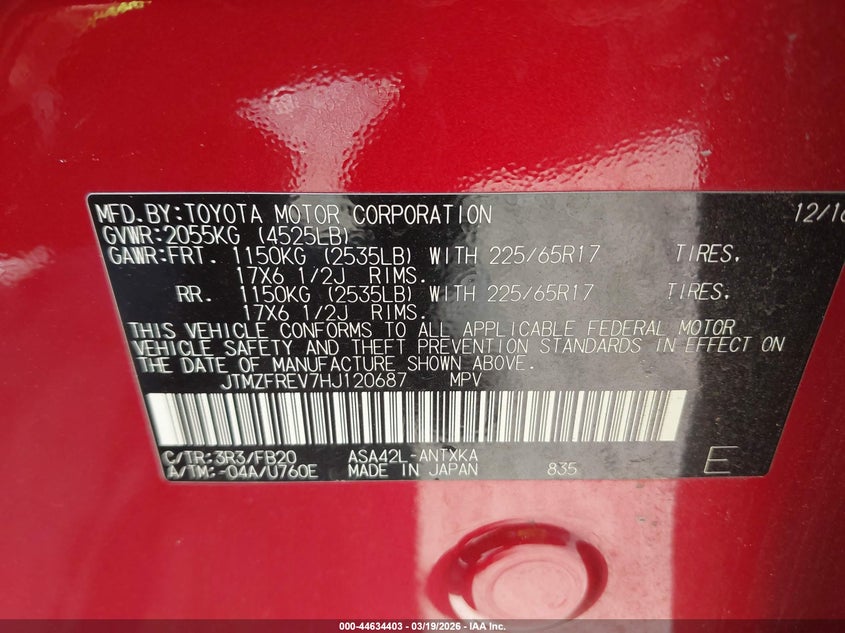 MFD.BY:TOYOTA MOTOR CORPORATION 12/16
GVWR:2055KG (4525LB)
GAWR:FRT. 1150KG (2535LB) WITH 225/65R17 TIRES,
17X6 1/2J RIMS.
RR. 1150KG (2535LB) WITH 225/65R17 TIRES,
17X6 1/2J RIMS.
THIS VEHICLE CONFORMS TO ALL APPLICABLE FEDERAL MOTOR
VEHICLE SAFETY AND THEFT PREVENTION STANDARDS IN EFFECT ON
THE DATE OF MANUFACTURE SHOWN ABOVE.
JTMZFREV7HJ120687 MPV
C/TR:3R3/FB20 ASA42L-ANTXKA
A/TM:-04A/U760E MADE IN JAPAN 835 E
000-44634403 - 03/19/2026 - IAA Inc.